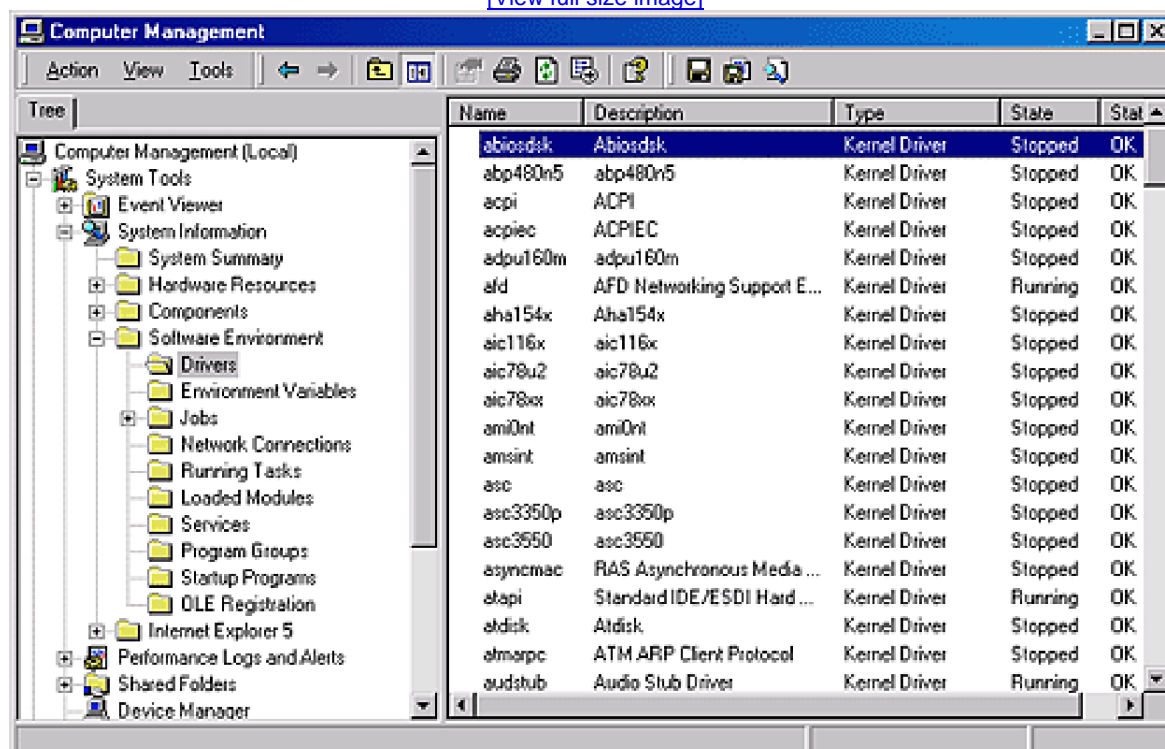 [View full size image]
Computer Management
Action View Tools
Tree
Name Description Type State Stat
Computer Management (Local)
System Tools
Event Viewer
System Information
System Summary
Hardware Resources
Components
Software Environment
Drivers
Environment Variables
Jobs
Network Connections
Running Tasks
Loaded Modules
Services
Program Groups
Startup Programs
OLE Registration
Internet Explorer 5
Performance Logs and Alerts
Shared Folders
Device Manager
abiosdsk Abiosdsk Kernel Driver Stopped OK
abp480n5 abp480n5 Kernel Driver Stopped OK
acpi ACPI Kernel Driver Stopped OK
acpiec ACPIEC Kernel Driver Stopped OK
adpu160m adpu160m Kernel Driver Stopped OK
afd AFD Networking Support E... Kernel Driver Running OK
aha154x Aha154x Kernel Driver Stopped OK
aic116x aic116x Kernel Driver Stopped OK
aic78u2 aic78u2 Kernel Driver Stopped OK
aic78xx aic78xx Kernel Driver Stopped OK
ami0nt ami0nt Kernel Driver Stopped OK
amsint amsint Kernel Driver Stopped OK
asc asc Kernel Driver Stopped OK
asc3350p asc3350p Kernel Driver Stopped OK
asc3550 asc3550 Kernel Driver Stopped OK
asyncmac RAS Asynchronous Media ... Kernel Driver Stopped OK
atapi Standard IDE/ESDI Hard ... Kernel Driver Running OK
atdisk Atdisk Kernel Driver Stopped OK
atmarpc ATM ARP Client Protocol Kernel Driver Stopped OK
audstub Audio Stub Driver Kernel Driver Running OK